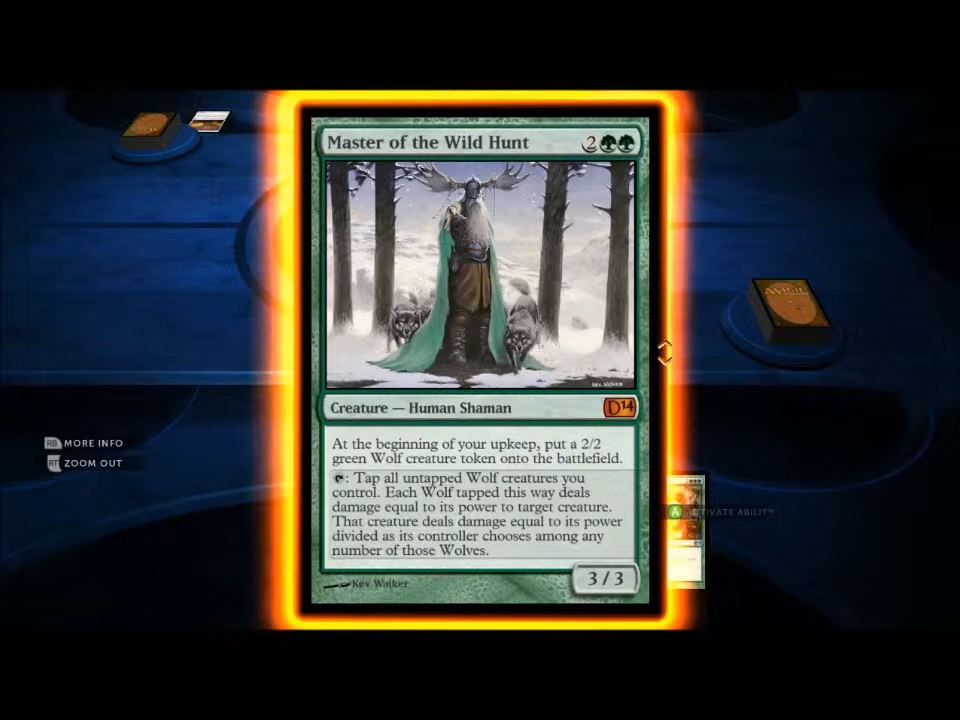 Master of the Wild Hunt 2
Kev Walker
Creature — Human Shaman D14
At the beginning of your upkeep, put a 2/2
green Wolf creature token onto the battlefield.
: Tap all untapped Wolf creatures you
control. Each Wolf tapped this way deals
damage equal to its power to target creature.
That creature deals damage equal to its power
divided as its controller chooses among any
number of those Wolves.
3/3
Kev Walker
RB MORE INFO
RT ZOOM OUT
A ACTIVATE ABILITY
MAGIC